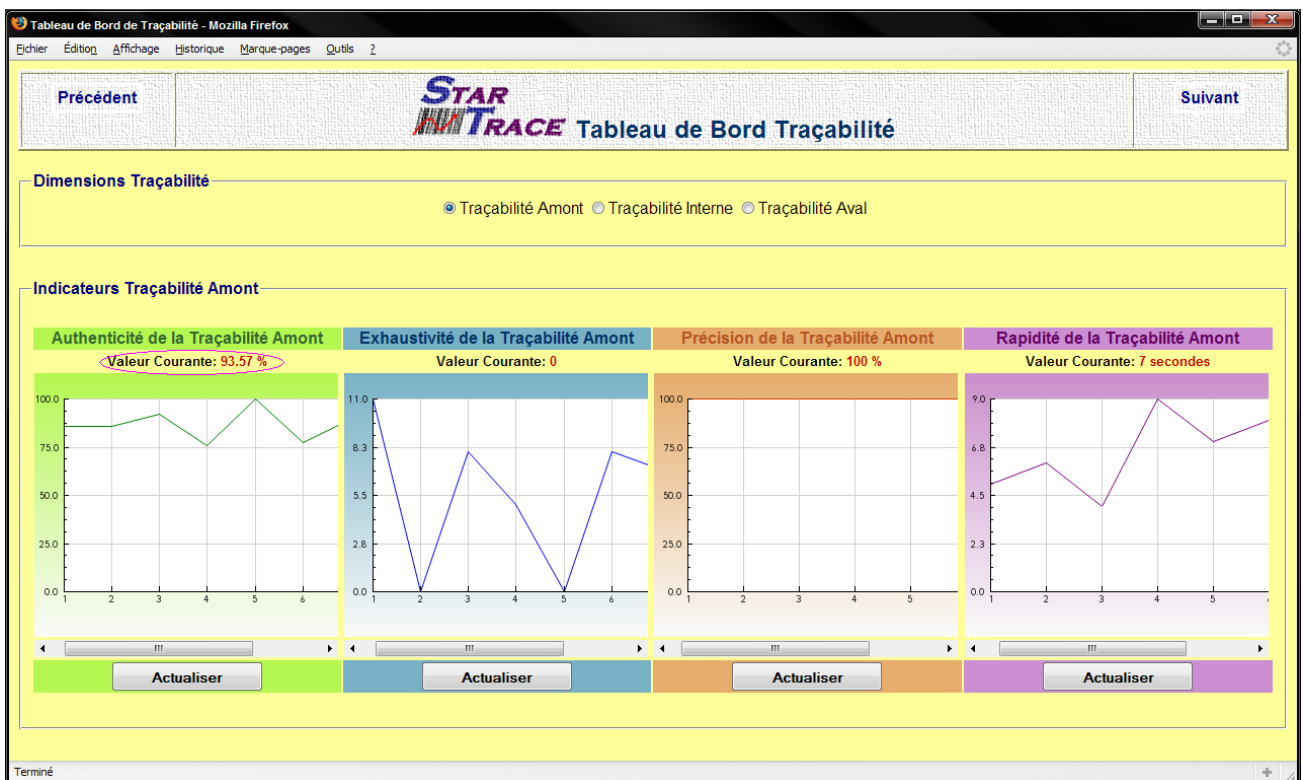 Tableau de Bord de Traçabilité - Mozilla Firefox
Fichier Édition Affichage Historique Marque-pages Outils ?
Précédent
STAR TRACE Tableau de Bord Traçabilité
Suivant
Dimensions Traçabilité
Traçabilité Amont Traçabilité Interne Traçabilité Aval
Indicateurs Traçabilité Amont
Authenticité de la Traçabilité Amont
Valeur Courante: 93.57 %
100.0
75.0
50.0
25.0
0.0
1 2 3 4 5 6
Actualiser
Exhaustivité de la Traçabilité Amont
Valeur Courante: 0
11.0
8.3
5.5
2.8
0.0
1 2 3 4 5 6
Actualiser
Précision de la Traçabilité Amont
Valeur Courante: 100 %
100.0
75.0
50.0
25.0
0.0
1 2 3 4 5
Actualiser
Rapidité de la Traçabilité Amont
Valeur Courante: 7 secondes
9.0
6.8
4.5
2.3
0.0
1 2 3 4 5
Actualiser
Terminé